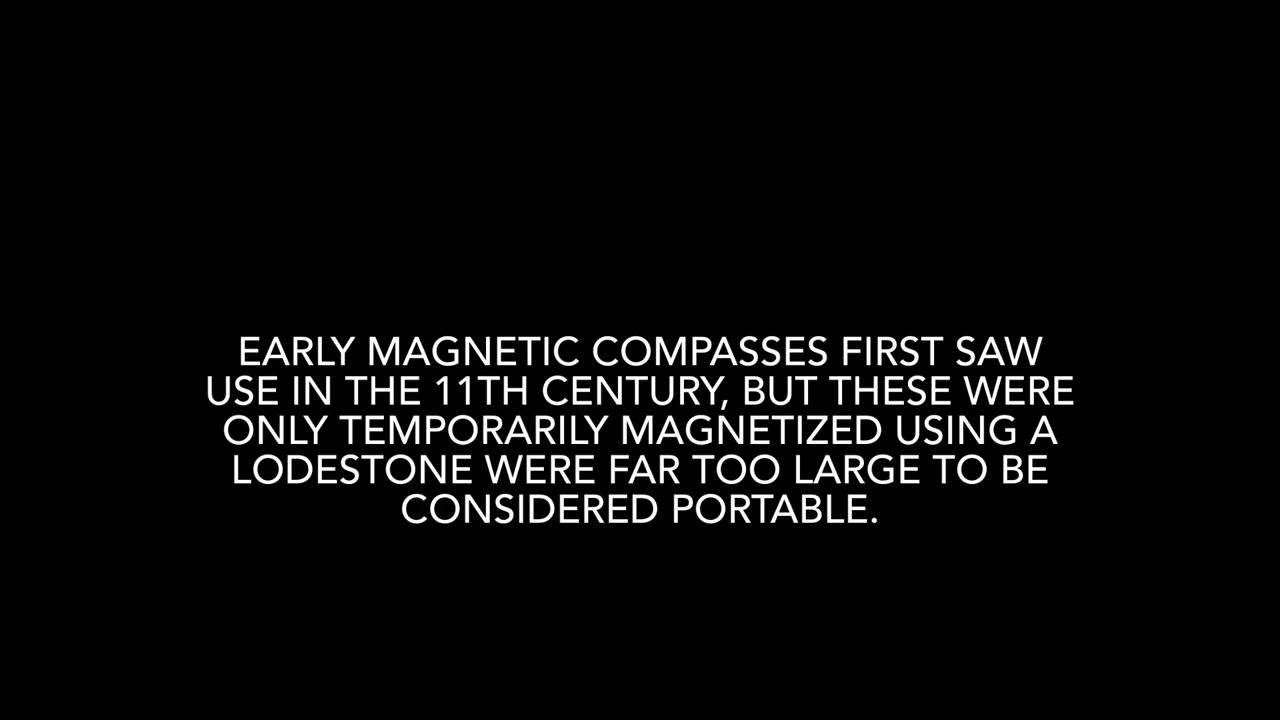 EARLY MAGNETIC COMPASSES FIRST SAW
USE IN THE 11TH CENTURY, BUT THESE WERE
ONLY TEMPORARILY MAGNETIZED USING A
LODESTONE WERE FAR TOO LARGE TO BE
CONSIDERED PORTABLE.